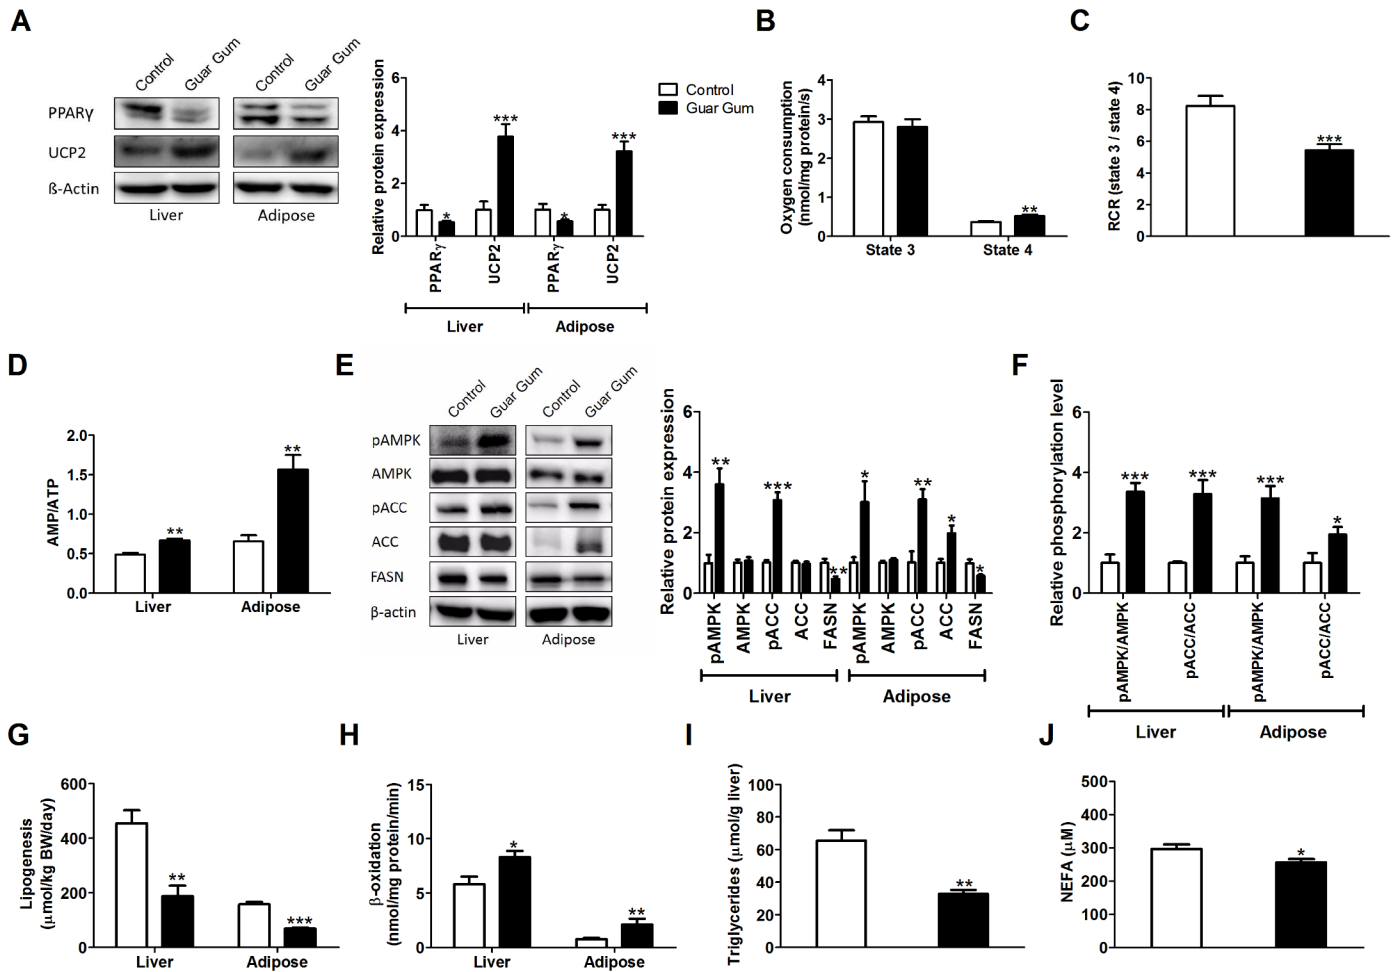 A
Control
Guar Gum
Control
Guar Gum
PPARγ
UCP2
ß-Actin
Liver
Adipose
Relative protein expression
6
4
2
0
***
***
*
*
PPARγ
UCP2
PPARγ
UCP2
Liver
Adipose
Control
Guar Gum
B
Oxygen consumption
(nmol/mg protein/s)
4
3
2
1
0
**
State 3
State 4
C
RCR (state 3 / state 4)
10
8
6
4
2
0
***
D
AMP/ATP
2.0
1.5
1.0
0.5
0.0
**
**
Liver
Adipose
E
Control
Guar Gum
Control
Guar Gum
pAMPK
AMPK
pACC
ACC
FASN
β-actin
Liver
Adipose
Relative protein expression
6
4
2
0
**
***
**
*
**
*
*
pAMPK
AMPK
pACC
ACC
FASN
pAMPK
AMPK
pACC
ACC
FASN
Liver
Adipose
F
Relative phosphorylation level
6
4
2
0
***
***
***
*
pAMPK/AMPK
pACC/ACC
pAMPK/AMPK
pACC/ACC
Liver
Adipose
G
Lipogenesis
(μmol/kg BW/day)
600
400
200
0
**
***
Liver
Adipose
H
β-oxidation
(nmol/mg protein/min)
15
10
5
0
*
**
Liver
Adipose
I
Triglycerides (μmol/g liver)
100
80
60
40
20
0
**
J
NEFA (μM)
500
400
300
200
100
0
*